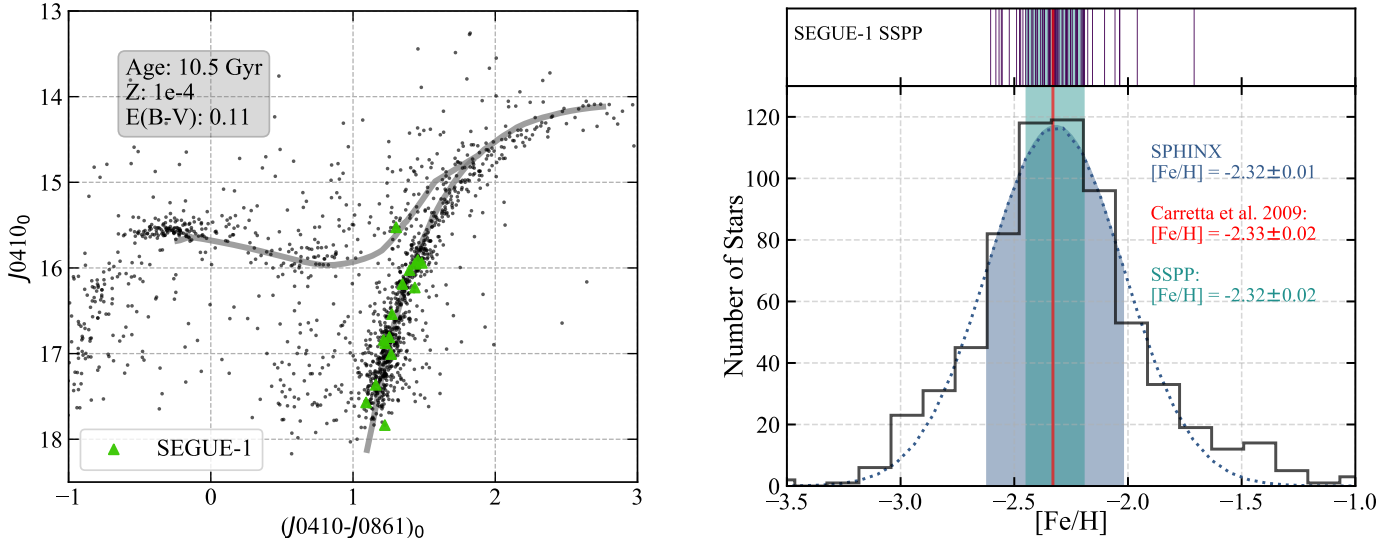 13
14
15
16
17
18
J0410₀
Age: 10.5 Gyr
Z: 1e-4
E(B-V): 0.11
SEGUE-1
−1
0
1
2
3
(J0410-J0861)₀
SEGUE-1 SSPP
120
100
80
60
40
20
0
Number of Stars
SPHINX
[Fe/H] = -2.32±0.01
Carretta et al. 2009:
[Fe/H] = -2.33±0.02
SSPP:
[Fe/H] = -2.32±0.02
−3.5
−3.0
−2.5
−2.0
−1.5
−1.0
[Fe/H]